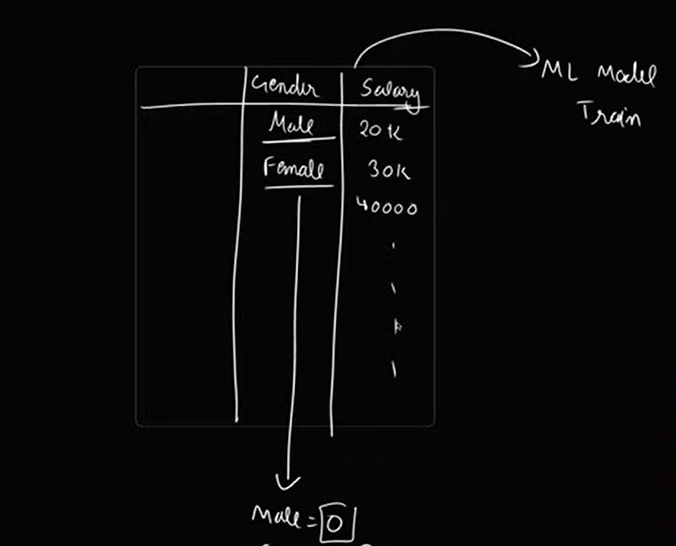 Gender Salary
ML Model
Train
Male 20K
Female 30K
40000
Male = 0